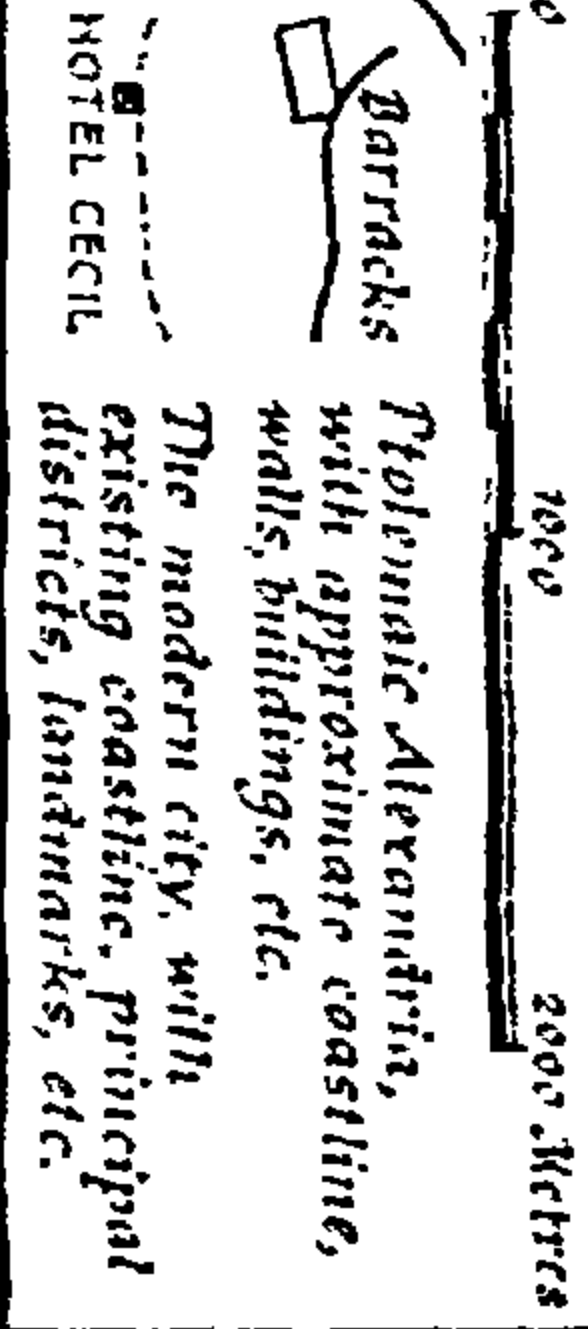 0 1000 2000 Metres
Barracks
Ptolemaic Alexandria,
with approximate coastline,
walls, buildings, etc.
HOTEL CECIL
The modern city, with
existing coastline, principal
districts, landmarks, etc.